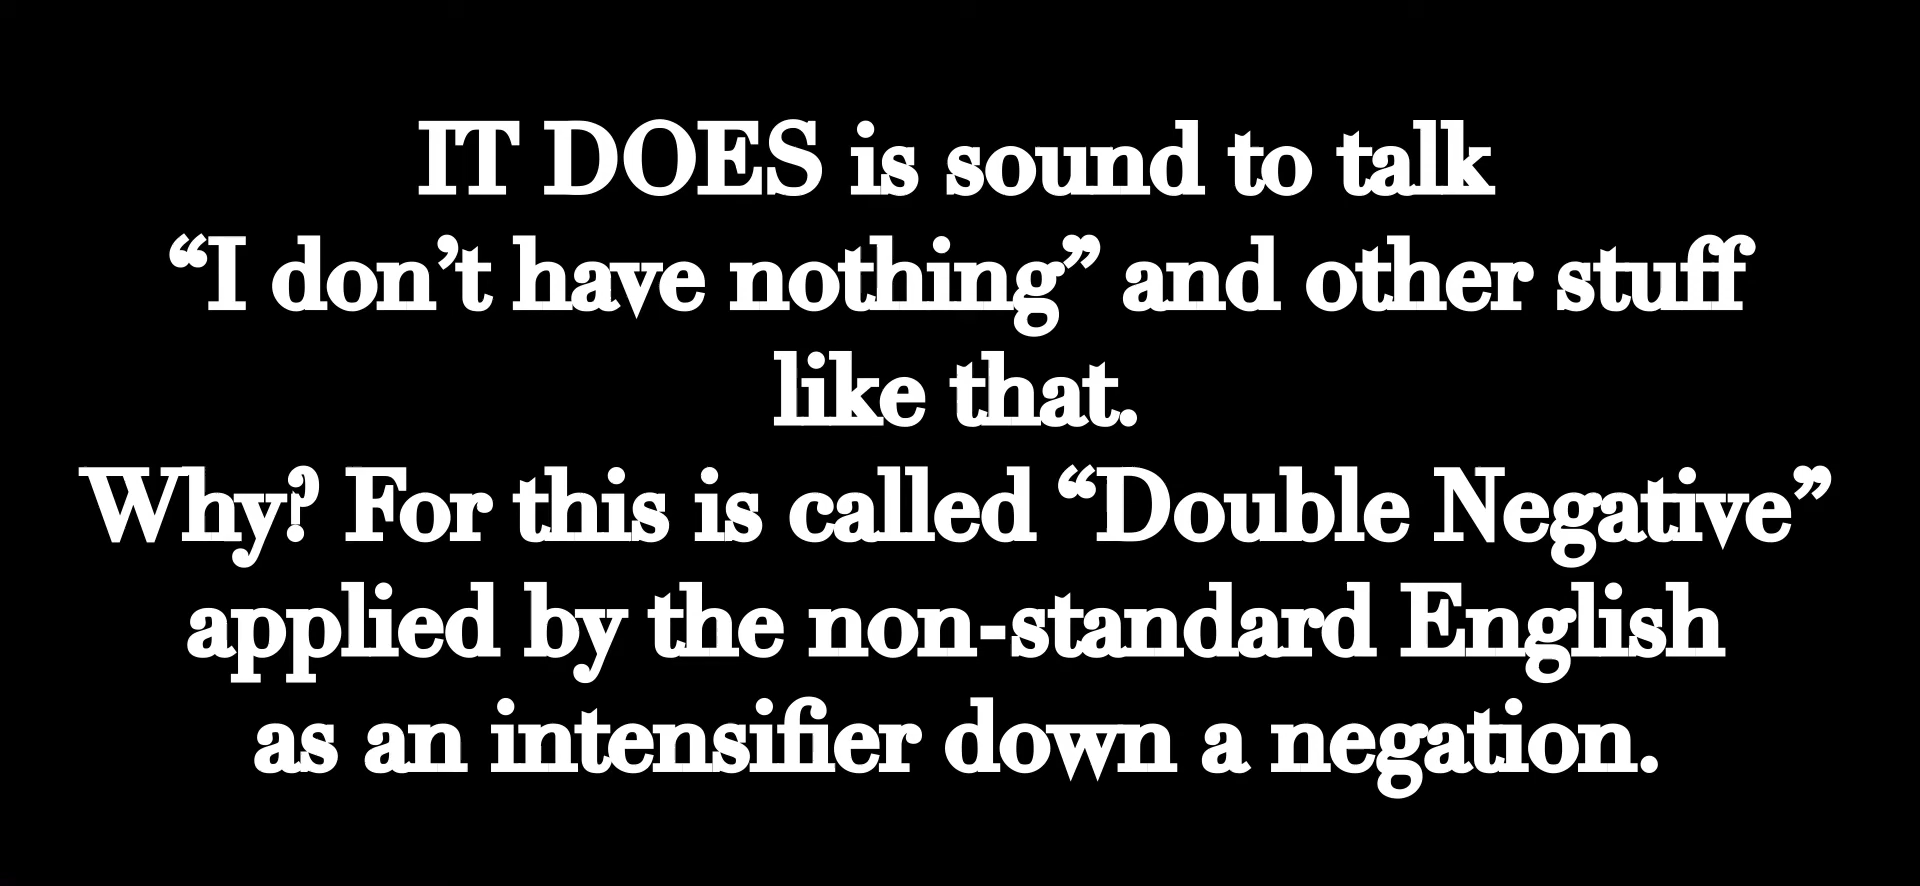 IT DOES is sound to talk
“I don’t have nothing” and other stuff
like that.
Why? For this is called “Double Negative”
applied by the non-standard English
as an intensifier down a negation.